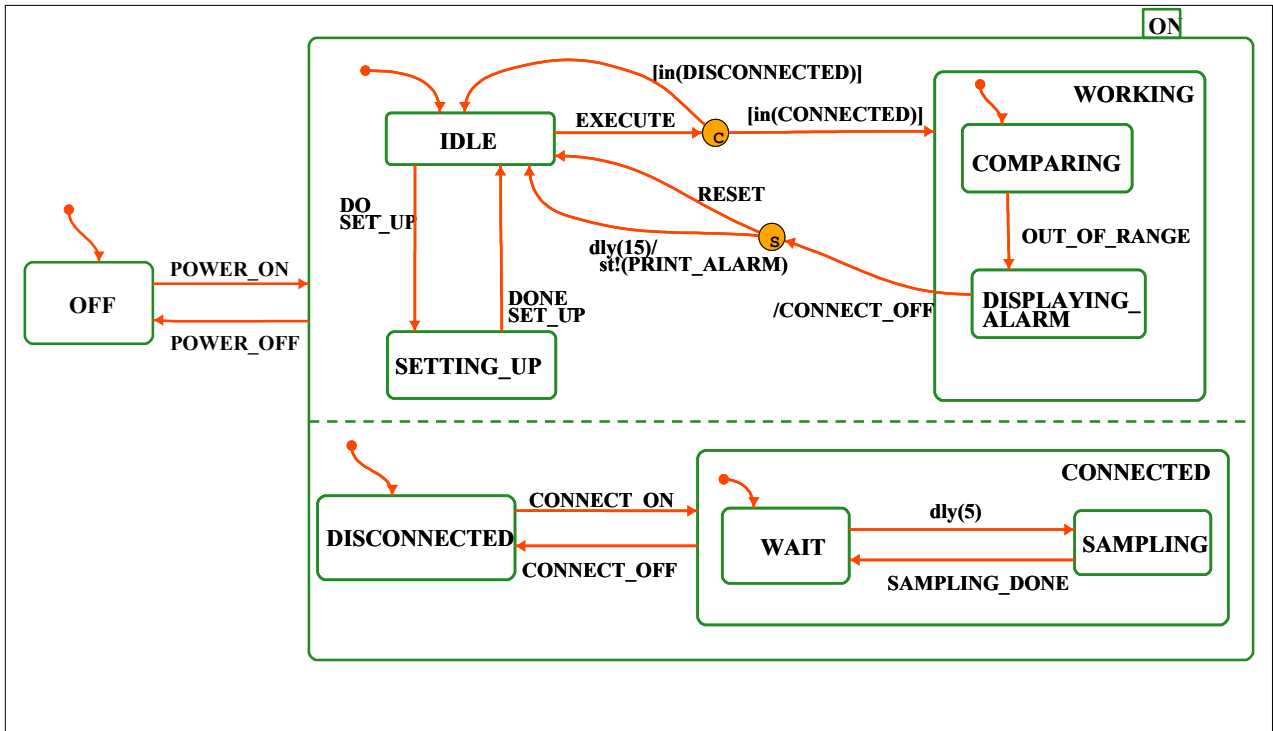 ON
[in(DISCONNECTED)]
WORKING
EXECUTE
C
[in(CONNECTED)]
IDLE
COMPARING
RESET
DO
SET_UP
S
OUT_OF_RANGE
dly(15)/
st!(PRINT_ALARM)
POWER_ON
OFF
DONE
SET_UP
/CONNECT_OFF
DISPLAYING_
ALARM
POWER_OFF
SETTING_UP
CONNECTED
CONNECT_ON
dly(5)
DISCONNECTED
WAIT
SAMPLING
CONNECT_OFF
SAMPLING_DONE